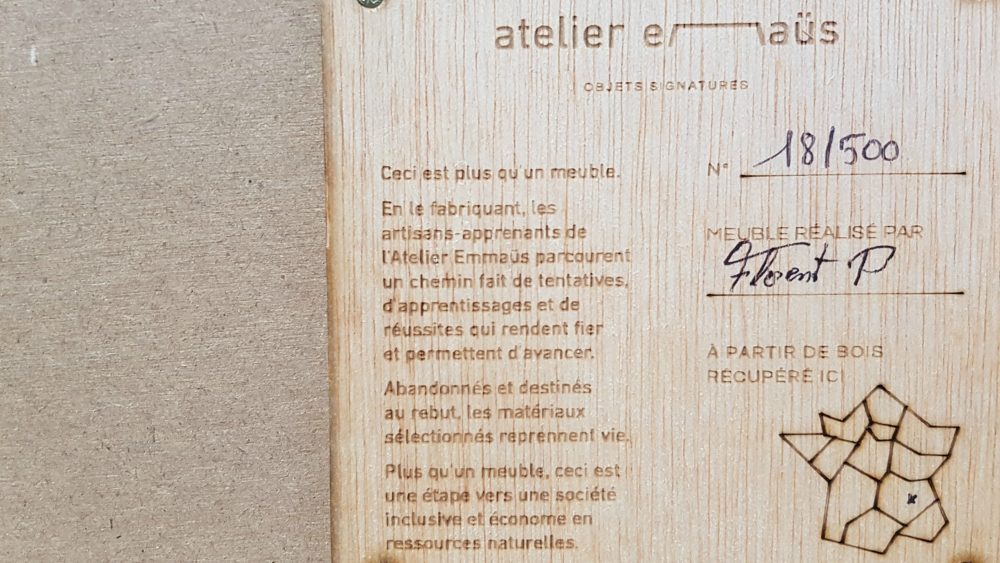 atelier emmaüs
OBJETS SIGNATURES
Ceci est plus qu'un meuble.
En le fabriquant, les
artisans-apprenants de
l'Atelier Emmaüs parcourent
un chemin fait de tentatives,
d'apprentissages et de
réussites qui rendent fier
et permettent d'avancer.
Abandonnés et destinés
au rebut, les matériaux
sélectionnés reprennent vie.
Plus qu'un meuble, ceci est
une étape vers une société
inclusive et économe en
ressources naturelles.
N° 18/500
MEUBLE RÉALISÉ PAR
Florent P
À PARTIR DE BOIS
RÉCUPÉRÉ ICI